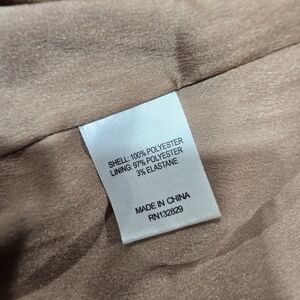 SHELL: 100% POLYESTER
LINING: 97% POLYESTER
3% ELASTANE
MADE IN CHINA
RN132829